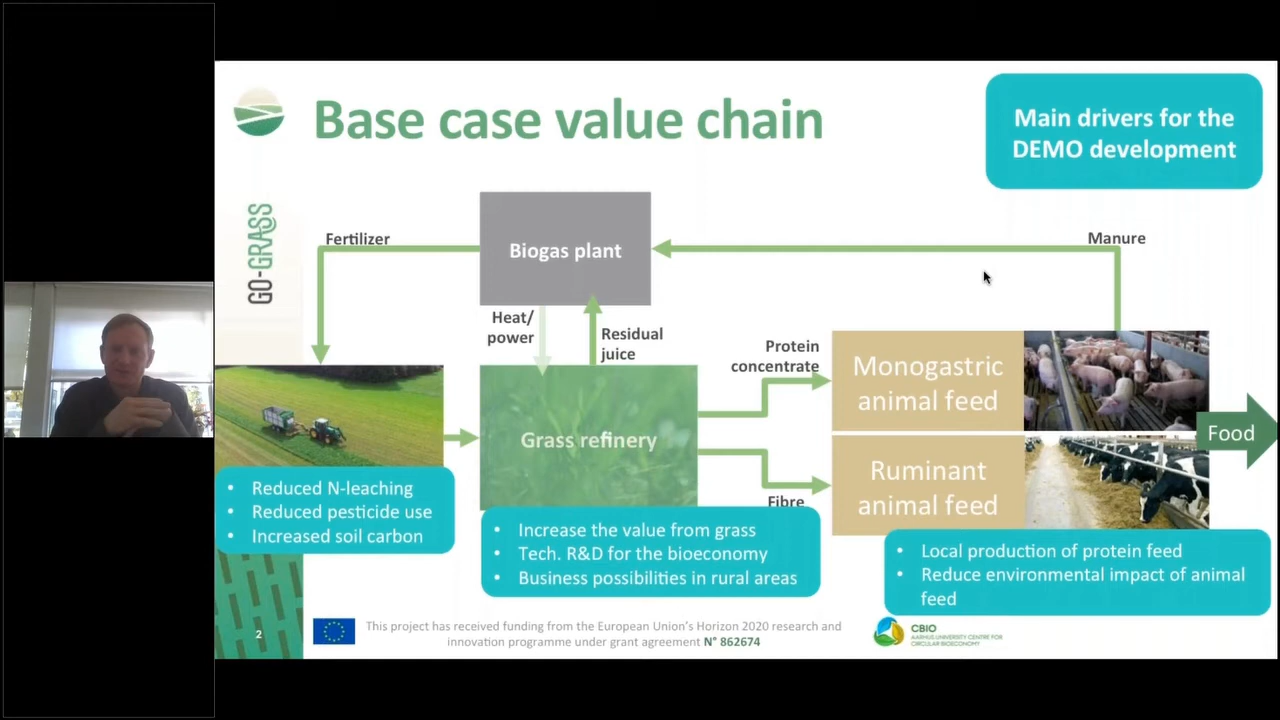 Base case value chain
Main drivers for the
DEMO development
GO-GRASS
Fertilizer
Biogas plant
Manure
Heat/
power
Residual
juice
Protein
concentrate
Monogastric
animal feed
Grass refinery
Food
Fibre
Ruminant
animal feed
• Reduced N-leaching
• Reduced pesticide use
• Increased soil carbon
• Increase the value from grass
• Tech. R&D for the bioeconomy
• Business possibilities in rural areas
• Local production of protein feed
• Reduce environmental impact of animal
feed
2
This project has received funding from the European Union's Horizon 2020 research and
innovation programme under grant agreement N° 862674
CBIO
AARHUS UNIVERSITY CENTRE FOR
CIRCULAR BIOECONOMY